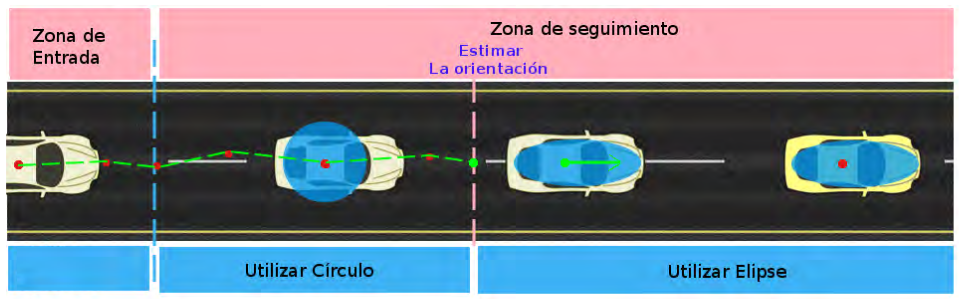 Zona de
Entrada
Zona de seguimiento
Estimar
La orientación
Utilizar Círculo
Utilizar Elipse